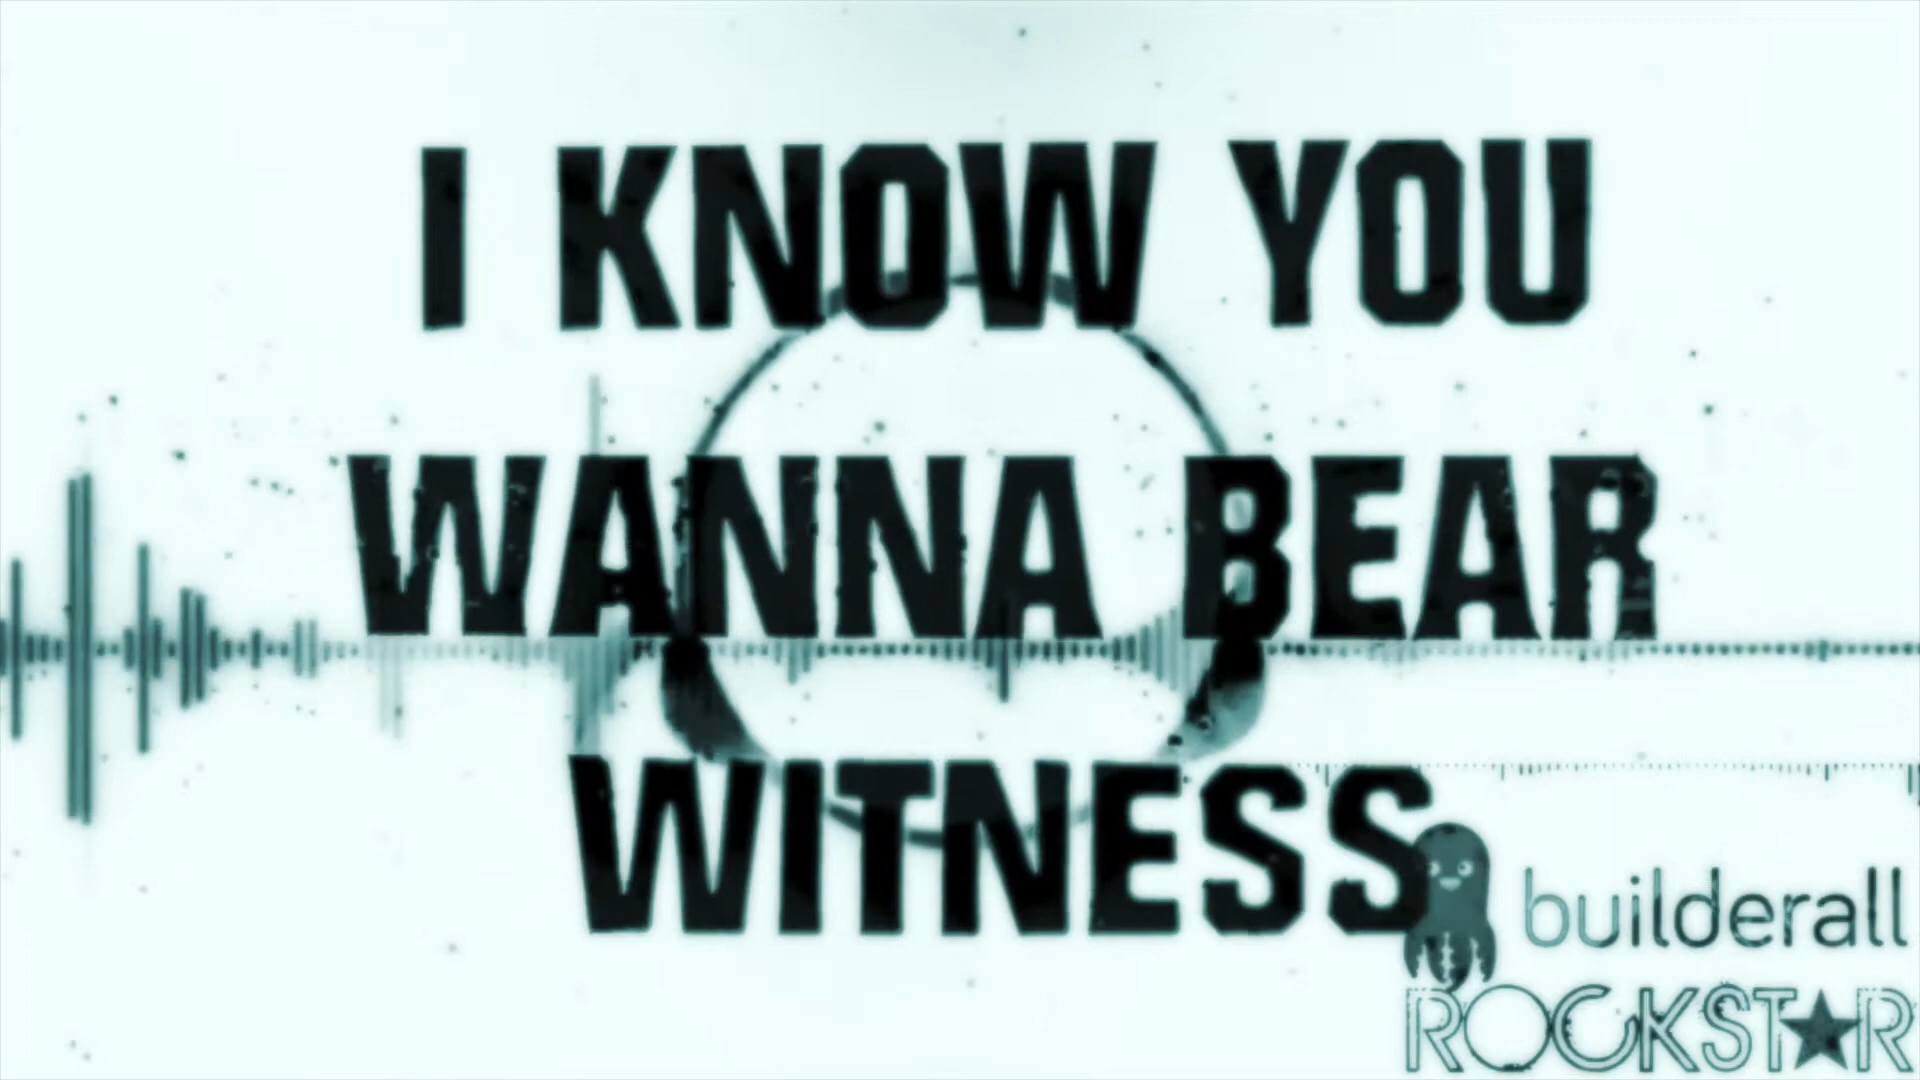 I KNOW YOU
WANNA BEAR
WITNESS
builderall
ROCKSTAR